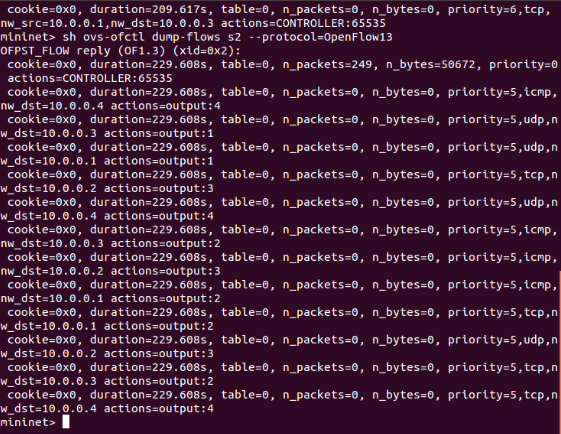 cookie=0x0, duration=209.617s, table=0, n_packets=0, n_bytes=0, priority=6,tcp,
nw_src=10.0.0.1,nw_dst=10.0.0.3 actions=CONTROLLER:65535
mininet> sh ovs-ofctl dump-flows s2 --protocol=OpenFlow13
OFPST_FLOW reply (OF1.3) (xid=0x2):
 cookie=0x0, duration=229.608s, table=0, n_packets=249, n_bytes=50672, priority=0
 actions=CONTROLLER:65535
 cookie=0x0, duration=229.608s, table=0, n_packets=0, n_bytes=0, priority=5,icmp,
nw_dst=10.0.0.4 actions=output:4
 cookie=0x0, duration=229.608s, table=0, n_packets=0, n_bytes=0, priority=5,udp,n
w_dst=10.0.0.3 actions=output:1
 cookie=0x0, duration=229.608s, table=0, n_packets=0, n_bytes=0, priority=5,udp,n
w_dst=10.0.0.1 actions=output:1
 cookie=0x0, duration=229.608s, table=0, n_packets=0, n_bytes=0, priority=5,tcp,n
w_dst=10.0.0.2 actions=output:3
 cookie=0x0, duration=229.608s, table=0, n_packets=0, n_bytes=0, priority=5,udp,n
w_dst=10.0.0.4 actions=output:4
 cookie=0x0, duration=229.608s, table=0, n_packets=0, n_bytes=0, priority=5,icmp,
nw_dst=10.0.0.3 actions=output:2
 cookie=0x0, duration=229.608s, table=0, n_packets=0, n_bytes=0, priority=5,icmp,
nw_dst=10.0.0.2 actions=output:3
 cookie=0x0, duration=229.608s, table=0, n_packets=0, n_bytes=0, priority=5,icmp,
nw_dst=10.0.0.1 actions=output:2
 cookie=0x0, duration=229.608s, table=0, n_packets=0, n_bytes=0, priority=5,tcp,n
w_dst=10.0.0.1 actions=output:2
 cookie=0x0, duration=229.608s, table=0, n_packets=0, n_bytes=0, priority=5,udp,n
w_dst=10.0.0.2 actions=output:3
 cookie=0x0, duration=229.608s, table=0, n_packets=0, n_bytes=0, priority=5,tcp,n
w_dst=10.0.0.3 actions=output:2
 cookie=0x0, duration=229.608s, table=0, n_packets=0, n_bytes=0, priority=5,tcp,n
w_dst=10.0.0.4 actions=output:4
mininet>